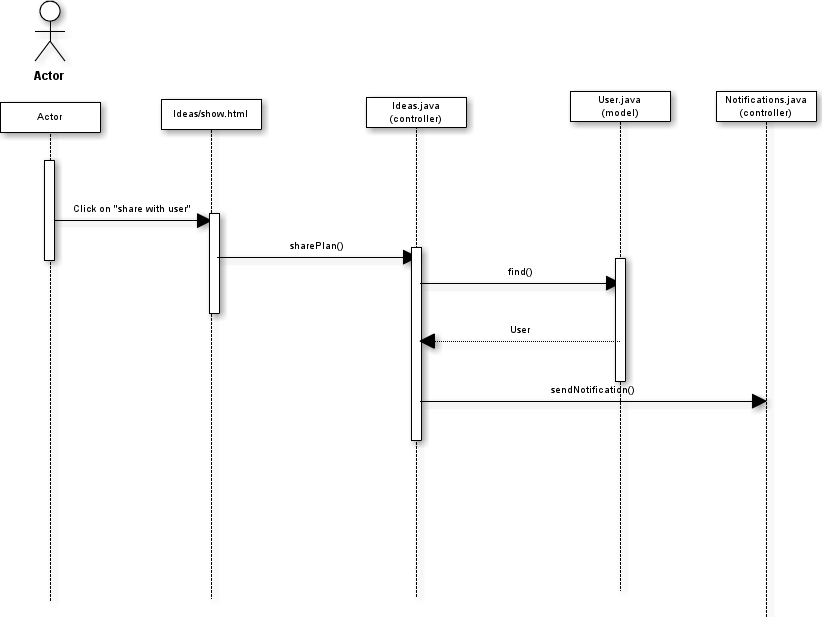 Actor
Actor
Ideas/show.html
Ideas.java
(controller)
User.java
(model)
Notifications.java
(controller)
Click on "share with user"
sharePlan()
find()
User
sendNotification()